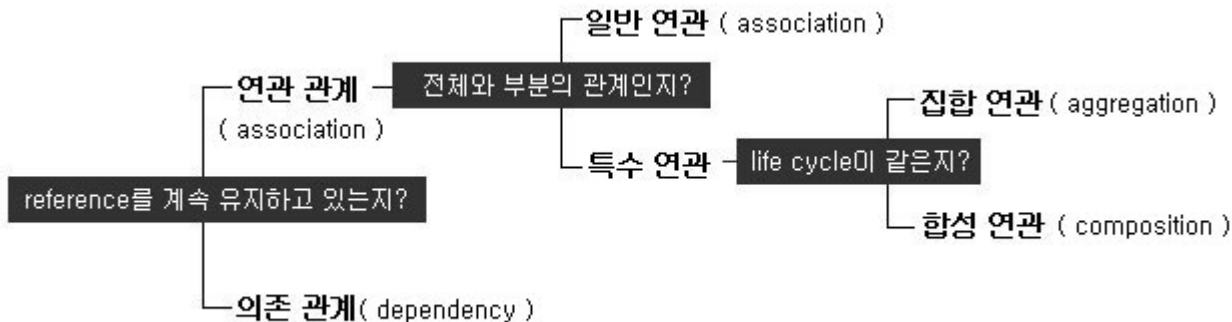 일반 연관 ( association )
연관 관계
전체와 부분의 관계인지?
( association )
집합 연관 ( aggregation )
특수 연관
life cycle이 같은지?
reference를 계속 유지하고 있는지?
합성 연관 ( composition )
의존 관계( dependency )